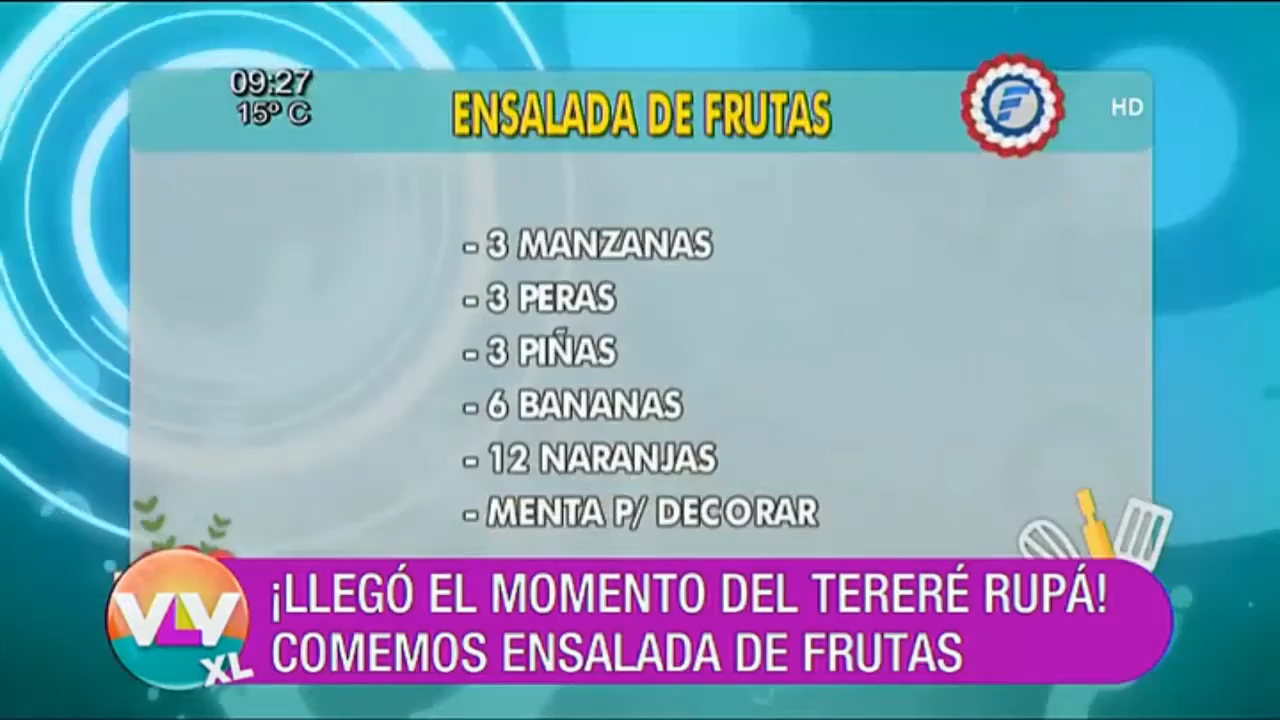 09:27
15º C
ENSALADA DE FRUTAS
HD
- 3 MANZANAS
- 3 PERAS
- 3 PIÑAS
- 6 BANANAS
- 12 NARANJAS
- MENTA P/ DECORAR
VLV
XL
¡LLEGÓ EL MOMENTO DEL TERERÉ RUPÁ!
COMEMOS ENSALADA DE FRUTAS